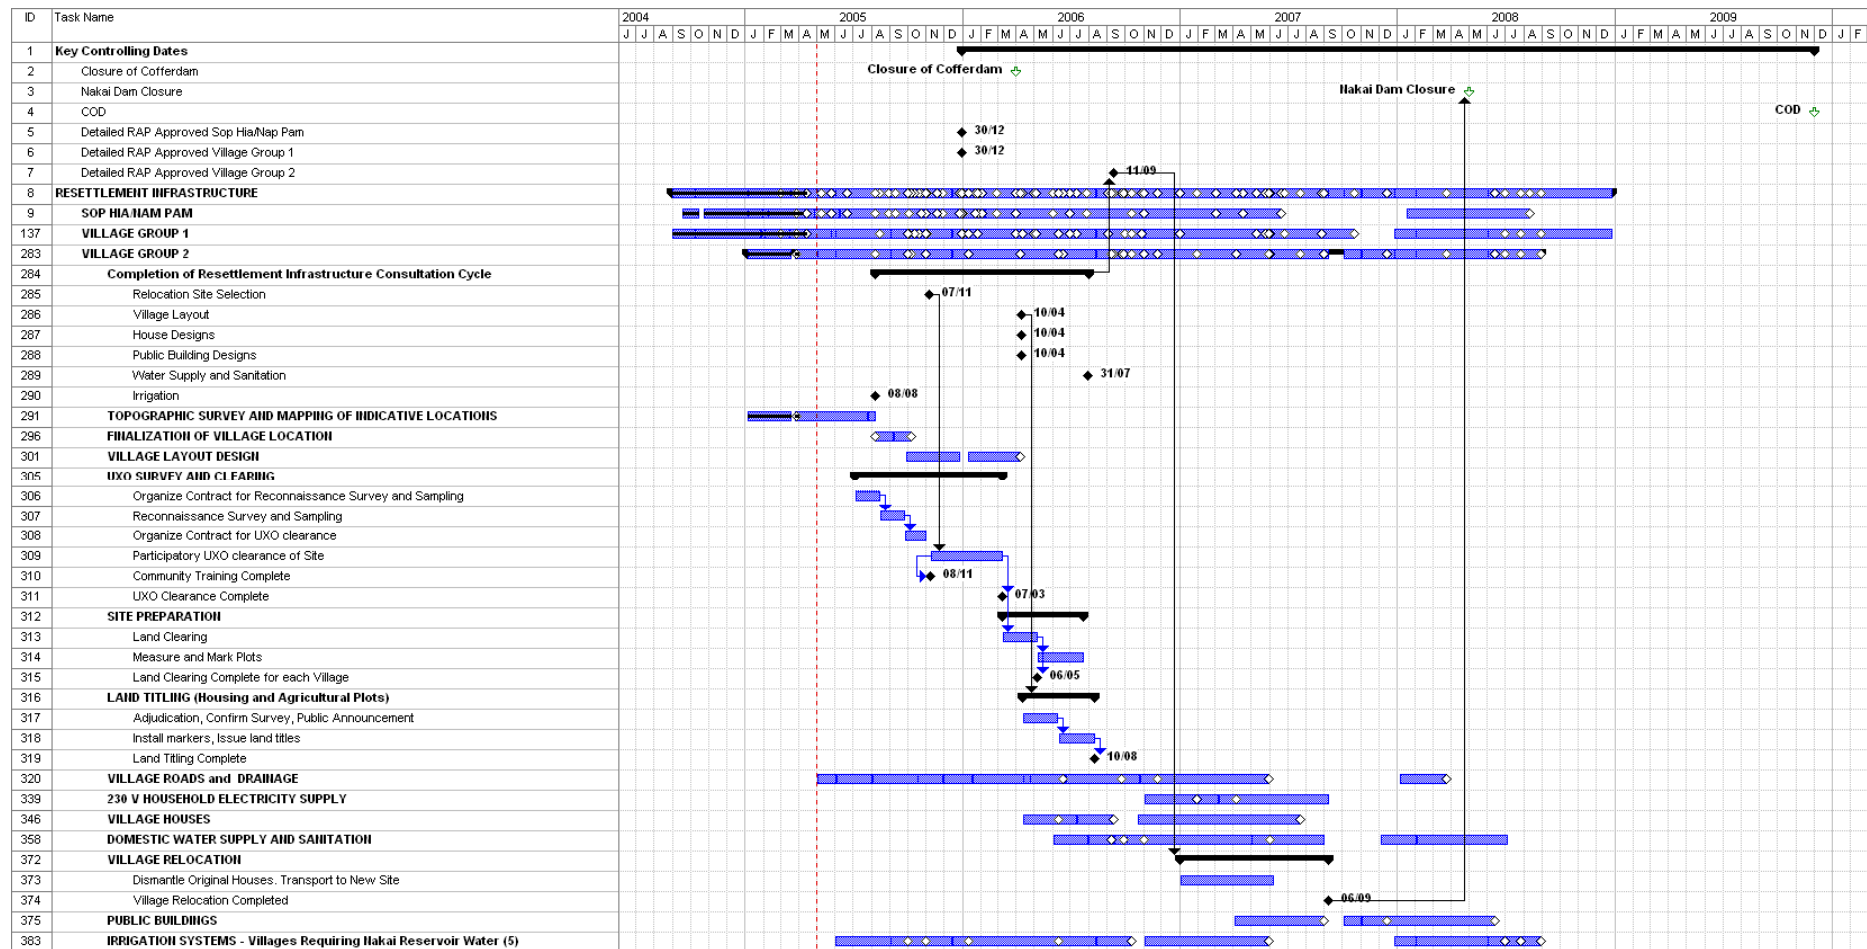 ID Task Name 2004 2005 2006 2007 2008 2009
J J A S O N D J F M A M J J A S O N D J F M A M J J A S O N D J F M A M J J A S O N D J F M A M J J A S O N D J F M A M J J A S O N D J F
1 Key Controlling Dates
2 Closure of Cofferdam Closure of Cofferdam
3 Nakai Dam Closure Nakai Dam Closure
4 COD COD
5 Detailed RAP Approved Sop Hia/Nap Pam 30/12
6 Detailed RAP Approved Village Group 1 30/12
7 Detailed RAP Approved Village Group 2 11/09
8 RESETTLEMENT INFRASTRUCTURE
9 SOP HIA/NAM PAM
137 VILLAGE GROUP 1
283 VILLAGE GROUP 2
284 Completion of Resettlement Infrastructure Consultation Cycle
285 Relocation Site Selection 07/11
286 Village Layout 10/04
287 House Designs 10/04
288 Public Building Designs 10/04
289 Water Supply and Sanitation 31/07
290 Irrigation 08/08
291 TOPOGRAPHIC SURVEY AND MAPPING OF INDICATIVE LOCATIONS
296 FINALIZATION OF VILLAGE LOCATION
301 VILLAGE LAYOUT DESIGN
305 UXO SURVEY AND CLEARING
306 Organize Contract for Reconnaissance Survey and Sampling
307 Reconnaissance Survey and Sampling
308 Organize Contract for UXO clearance
309 Participatory UXO clearance of Site
310 Community Training Complete 08/11
311 UXO Clearance Complete 07/03
312 SITE PREPARATION
313 Land Clearing
314 Measure and Mark Plots
315 Land Clearing Complete for each Village 06/05
316 LAND TITLING (Housing and Agricultural Plots)
317 Adjudication, Confirm Survey, Public Announcement
318 Install markers, Issue land titles
319 Land Titling Complete 10/08
320 VILLAGE ROADS and DRAINAGE
339 230 V HOUSEHOLD ELECTRICITY SUPPLY
346 VILLAGE HOUSES
358 DOMESTIC WATER SUPPLY AND SANITATION
372 VILLAGE RELOCATION
373 Dismantle Original Houses. Transport to New Site
374 Village Relocation Completed 06/09
375 PUBLIC BUILDINGS
383 IRRIGATION SYSTEMS - Villages Requiring Nakai Reservoir Water (5)